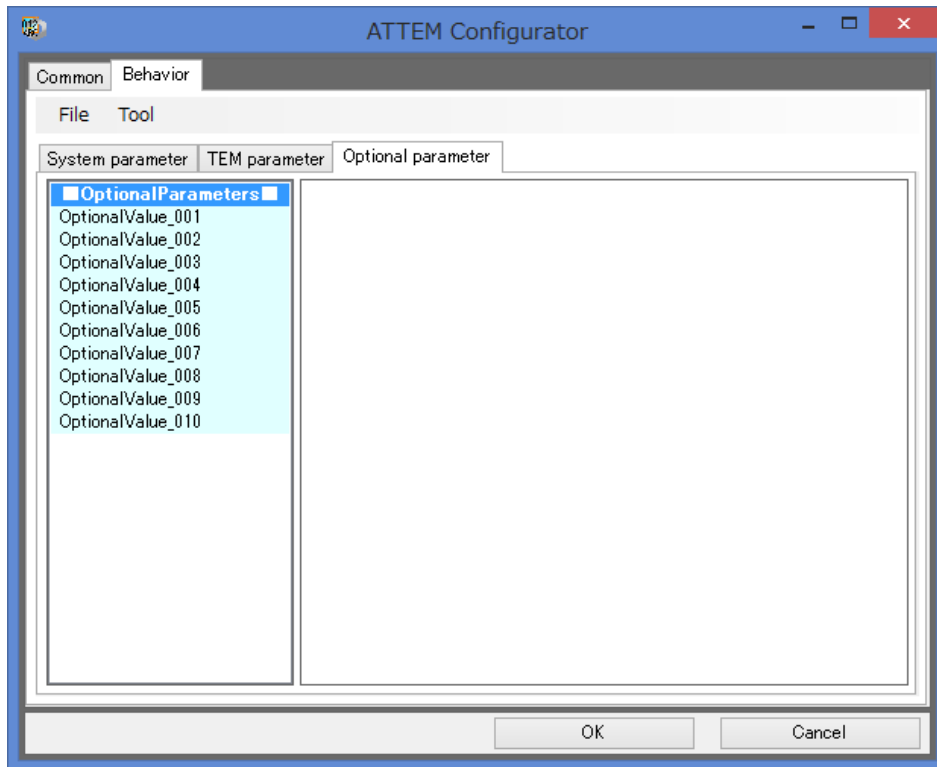 ATTEM Configurator
Common Behavior
File Tool
System parameter TEM parameter Optional parameter
■OptionalParameters■
OptionalValue_001
OptionalValue_002
OptionalValue_003
OptionalValue_004
OptionalValue_005
OptionalValue_006
OptionalValue_007
OptionalValue_008
OptionalValue_009
OptionalValue_010
OK Cancel